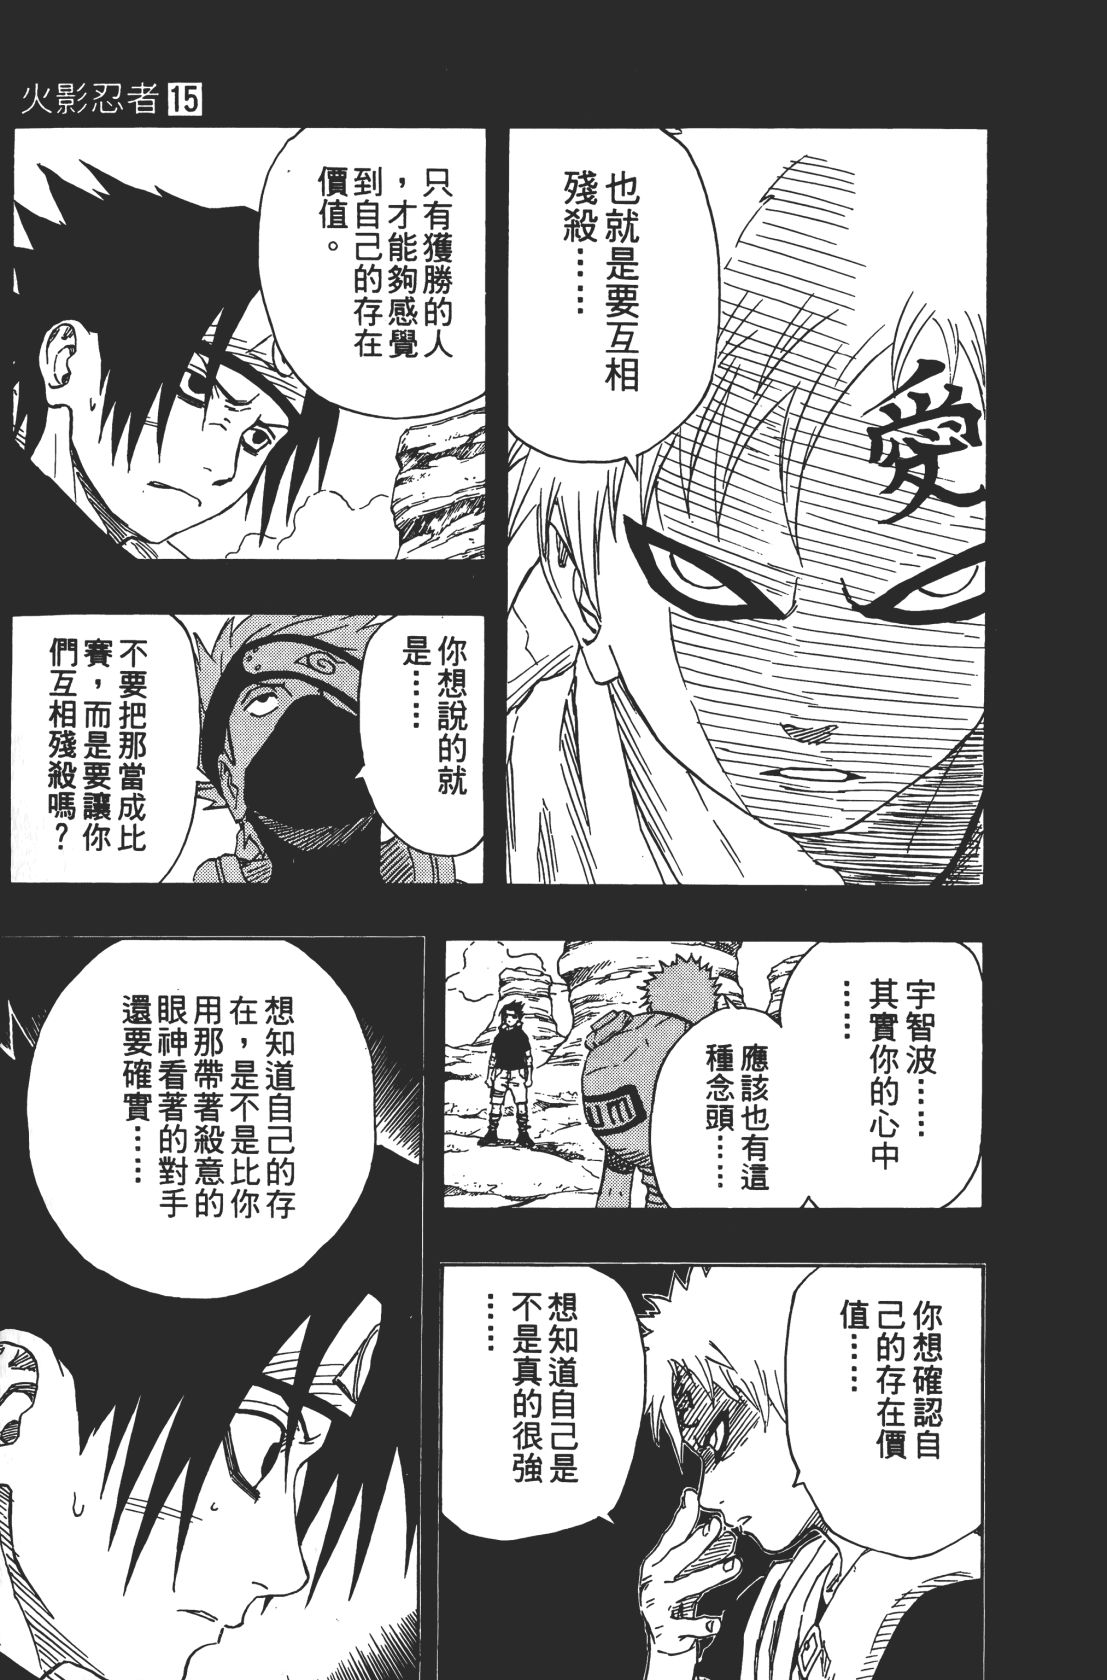 火影忍者15
也就是要互相
殘殺……
愛
只有獲勝的人
，才能夠感覺
到自己的存在
價值。
你想說的就
是……
不要把那當成比
賽，而是要讓你
們互相殘殺嗎？
宇智波……
其實你的心中
……
應該也有這
種念頭……
um
你想確認自
己的存在價
值……
想知道自己是
不是真的很強
……
想知道自己的存
在，是不是比你
用那帶著殺意的
眼神看著的對手
還要確實……